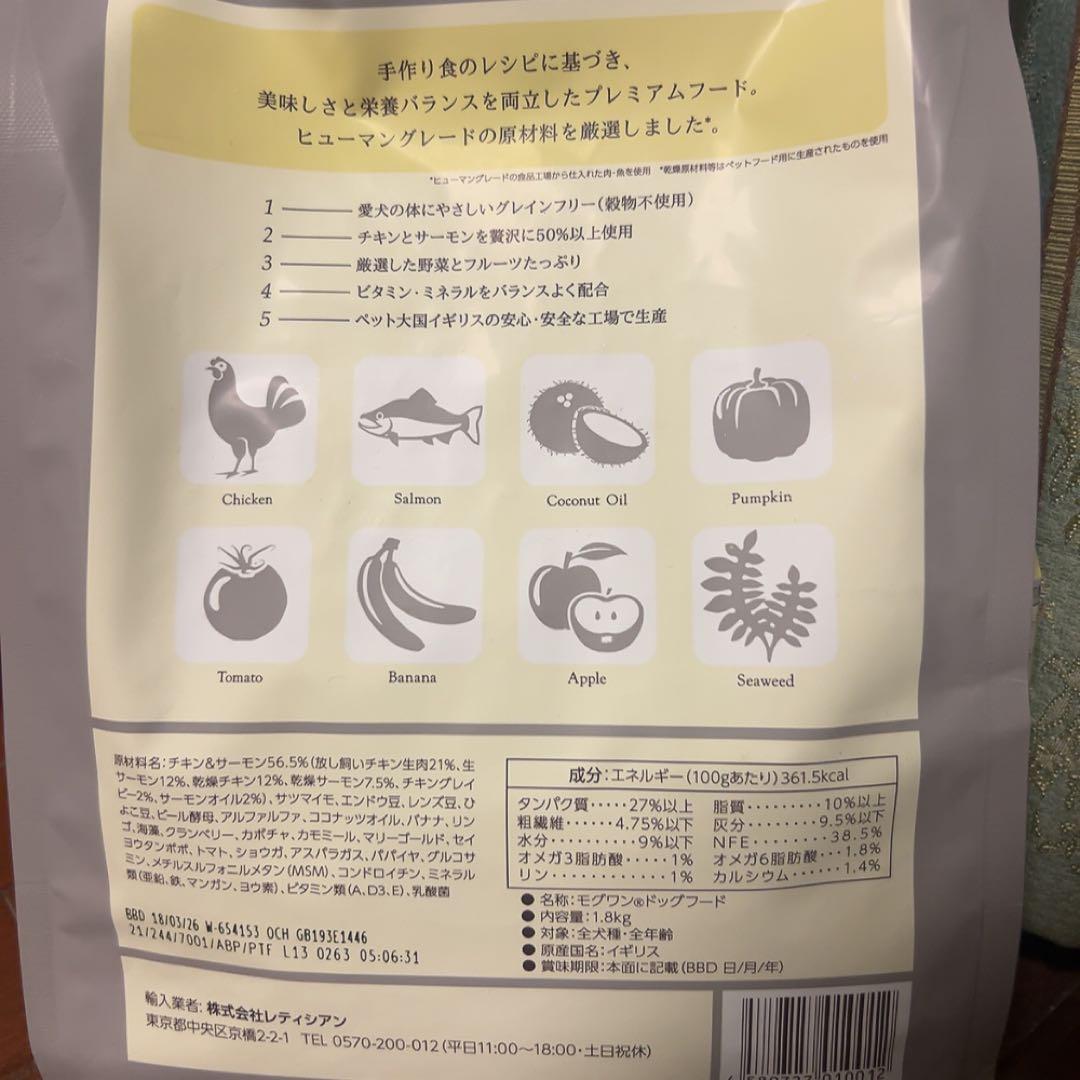 手作り食のレシピに基づき、
美味しさと栄養バランスを両立したプレミアムフード。
ヒューマングレードの原材料を厳選しました*。
*ヒューマングレードの食品工場から仕入れた肉・魚を使用 *乾燥原材料等はペットフード用に生産されたものを使用
1 愛犬の体にやさしいグレインフリー(穀物不使用)
2 チキンとサーモンを贅沢に50%以上使用
3 厳選した野菜とフルーツたっぷり
4 ビタミン・ミネラルをバランスよく配合
5 ペット大国イギリスの安心・安全な工場で生産
Chicken Salmon Coconut Oil Pumpkin
Tomato Banana Apple Seaweed
原材料名:チキン&サーモン56.5%(放し飼いチキン生肉21%、生
サーモン12%、乾燥チキン12%、乾燥サーモン7.5%、チキングレイ
ビー2%、サーモンオイル2%)、サツマイモ、エンドウ豆、レンズ豆、ひ
よこ豆、ビール酵母、アルファルファ、ココナッツオイル、バナナ、リン
ゴ、海藻、クランベリー、カボチャ、カモミール、マリーゴールド、セイ
ヨウタンポポ、トマト、ショウガ、アスパラガス、パパイヤ、グルコサ
ミン、メチルスルフォニルメタン(MSM)、コンドロイチン、ミネラル
類(亜鉛、鉄、マンガン、ヨウ素)、ビタミン類(A、D3、E)、乳酸菌
BBD 18/03/26 W-654153 OCH GB193E1446
21/244/7001/ABP/PTF L13 0263 05:06:31
成分:エネルギー(100gあたり)361.5kcal
タンパク質・・・・・27%以上 脂質・・・・・・・・・10%以上
粗繊維・・・・・・4.75%以下 灰分・・・・・・・・・9.5%以下
水分・・・・・・・・・・9%以下 NFE・・・・・・・・38.5%
オメガ3脂肪酸・・・・・1% オメガ6脂肪酸・・・1.8%
リン・・・・・・・・・・・・1% カルシウム・・・・・・1.4%
●名称:モグワン®ドッグフード
●内容量:1.8kg
●対象:全犬種・全年齢
●原産国名:イギリス
●賞味期限:本面に記載(BBD 日/月/年)
輸入業者:株式会社レティシアン
東京都中央区京橋2-2-1 TEL 0570-200-012(平日11:00〜18:00・土日祝休)